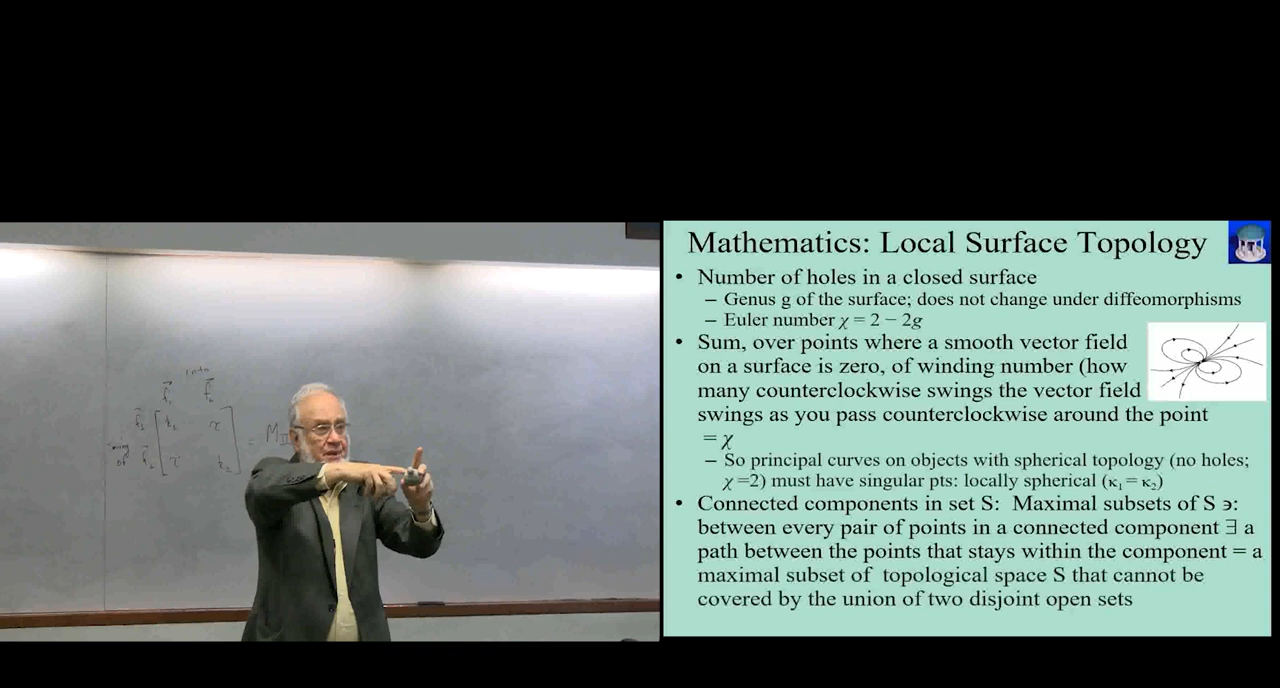 Mathematics: Local Surface Topology
• Number of holes in a closed surface
– Genus g of the surface; does not change under diffeomorphisms
– Euler number χ = 2 − 2g
• Sum, over points where a smooth vector field
on a surface is zero, of winding number (how
many counterclockwise swings the vector field
swings as you pass counterclockwise around the point
= χ
– So principal curves on objects with spherical topology (no holes;
χ =2) must have singular pts: locally spherical (κ₁ = κ₂)
• Connected components in set S: Maximal subsets of S ϶:
between every pair of points in a connected component ∃ a
path between the points that stays within the component = a
maximal subset of topological space S that cannot be
covered by the union of two disjoint open sets
into
τ
τ
= M